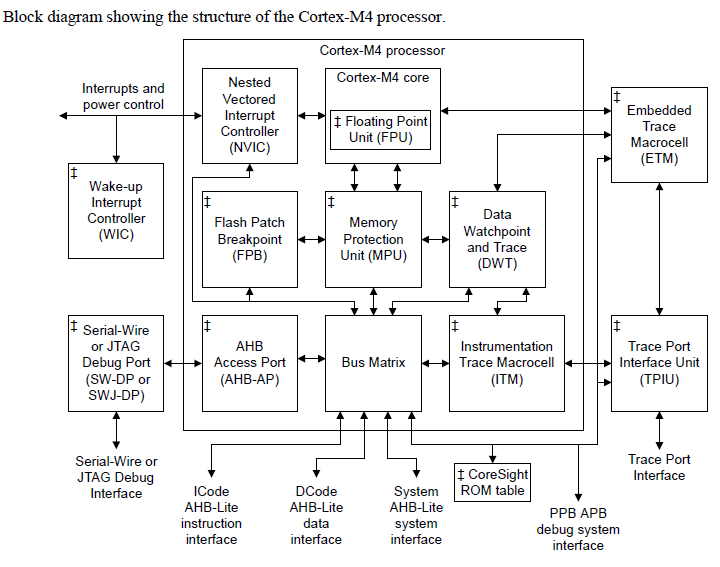 Block diagram showing the structure of the Cortex-M4 processor.
Cortex-M4 processor
Interrupts and
power control
Nested
Vectored
Interrupt
Controller
(NVIC)
Cortex-M4 core
‡ Floating Point
Unit (FPU)
‡
Embedded
Trace
Macrocell
(ETM)
‡
Wake-up
Interrupt
Controller
(WIC)
‡
Flash Patch
Breakpoint
(FPB)
‡
Memory
Protection
Unit (MPU)
‡
Data
Watchpoint
and Trace
(DWT)
‡ Serial-Wire
or JTAG
Debug Port
(SW-DP or
SWJ-DP)
‡
AHB
Access Port
(AHB-AP)
Bus Matrix
‡
Instrumentation
Trace Macrocell
(ITM)
‡
Trace Port
Interface Unit
(TPIU)
Serial-Wire or
JTAG Debug
Interface
ICode
AHB-Lite
instruction
interface
DCode
AHB-Lite
data
interface
System
AHB-Lite
system
interface
‡ CoreSight
ROM table
PPB APB
debug system
interface
Trace Port
Interface